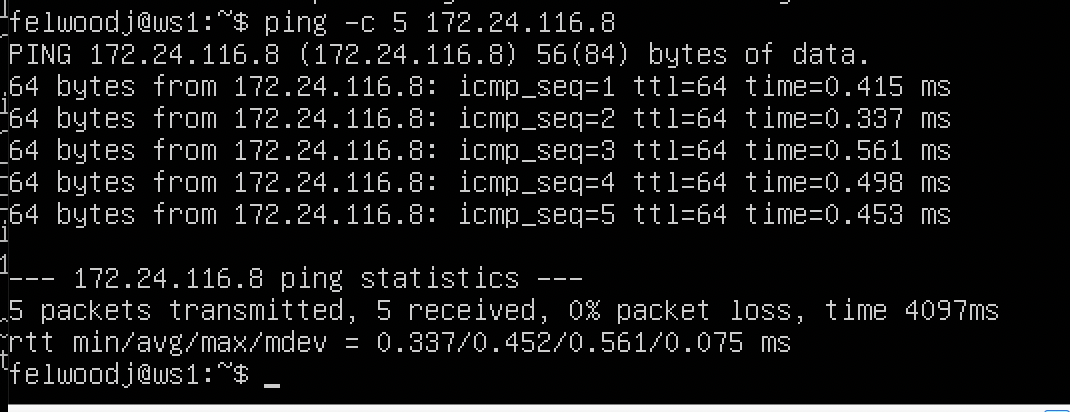 felwoodj@ws1:~$ ping -c 5 172.24.116.8
PING 172.24.116.8 (172.24.116.8) 56(84) bytes of data.
64 bytes from 172.24.116.8: icmp_seq=1 ttl=64 time=0.415 ms
64 bytes from 172.24.116.8: icmp_seq=2 ttl=64 time=0.337 ms
64 bytes from 172.24.116.8: icmp_seq=3 ttl=64 time=0.561 ms
64 bytes from 172.24.116.8: icmp_seq=4 ttl=64 time=0.498 ms
64 bytes from 172.24.116.8: icmp_seq=5 ttl=64 time=0.453 ms
--- 172.24.116.8 ping statistics ---
5 packets transmitted, 5 received, 0% packet loss, time 4097ms
rtt min/avg/max/mdev = 0.337/0.452/0.561/0.075 ms
felwoodj@ws1:~$ _